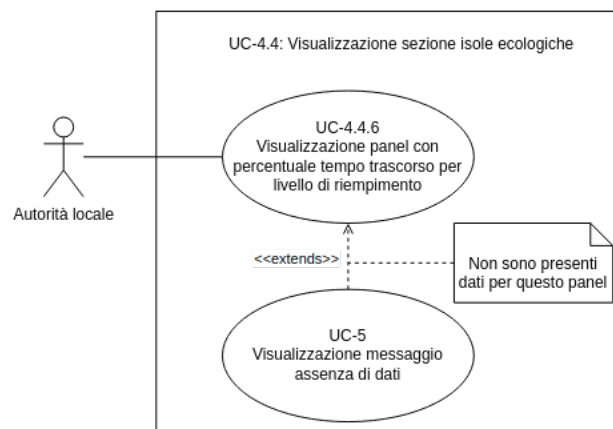 UC-4.4: Visualizzazione sezione isole ecologiche
UC-4.4.6
Visualizzazione panel con
percentuale tempo trascorso per
livello di riempimento
Autorità locale
<<extends>>
Non sono presenti
dati per questo panel
UC-5
Visualizzazione messaggio
assenza di dati